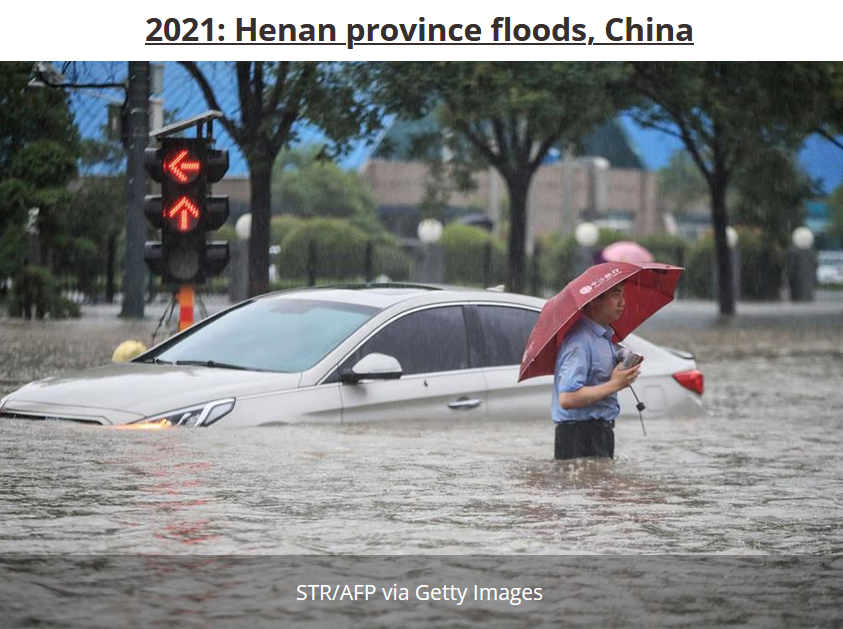 2021: Henan province floods, China
STR/AFP via Getty Images